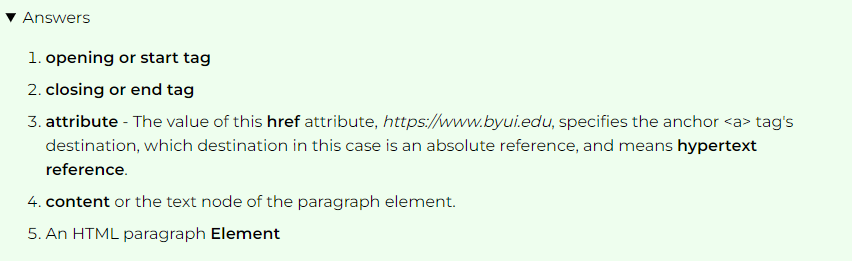 ▼ Answers
1. opening or start tag
2. closing or end tag
3. attribute - The value of this href attribute, https://www.byui.edu, specifies the anchor <a> tag's
destination, which destination in this case is an absolute reference, and means hypertext
reference.
4. content or the text node of the paragraph element.
5. An HTML paragraph Element